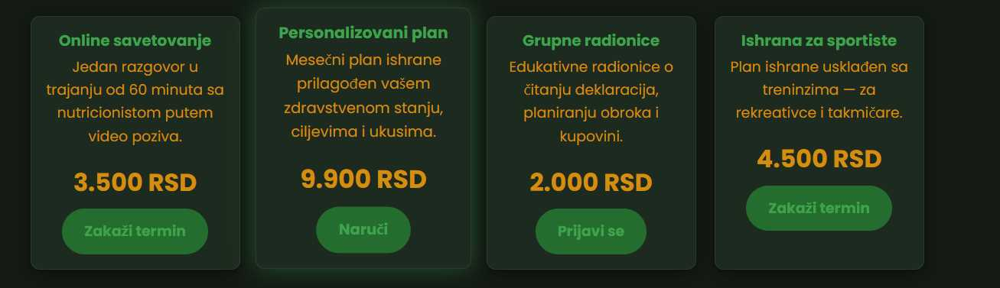 Online savetovanje
Jedan razgovor u
trajanju od 60 minuta sa
nutricionistom putem
video poziva.
3.500 RSD
Zakaži termin
Personalizovani plan
Mesečni plan ishrane
prilagođen vašem
zdravstvenom stanju,
ciljevima i ukusima.
9.900 RSD
Naruči
Grupne radionice
Edukativne radionice o
čitanju deklaracija,
planiranju obroka i
kupovini.
2.000 RSD
Prijavi se
Ishrana za sportiste
Plan ishrane usklađen sa
treninzima — za
rekreativce i takmičare.
4.500 RSD
Zakaži termin